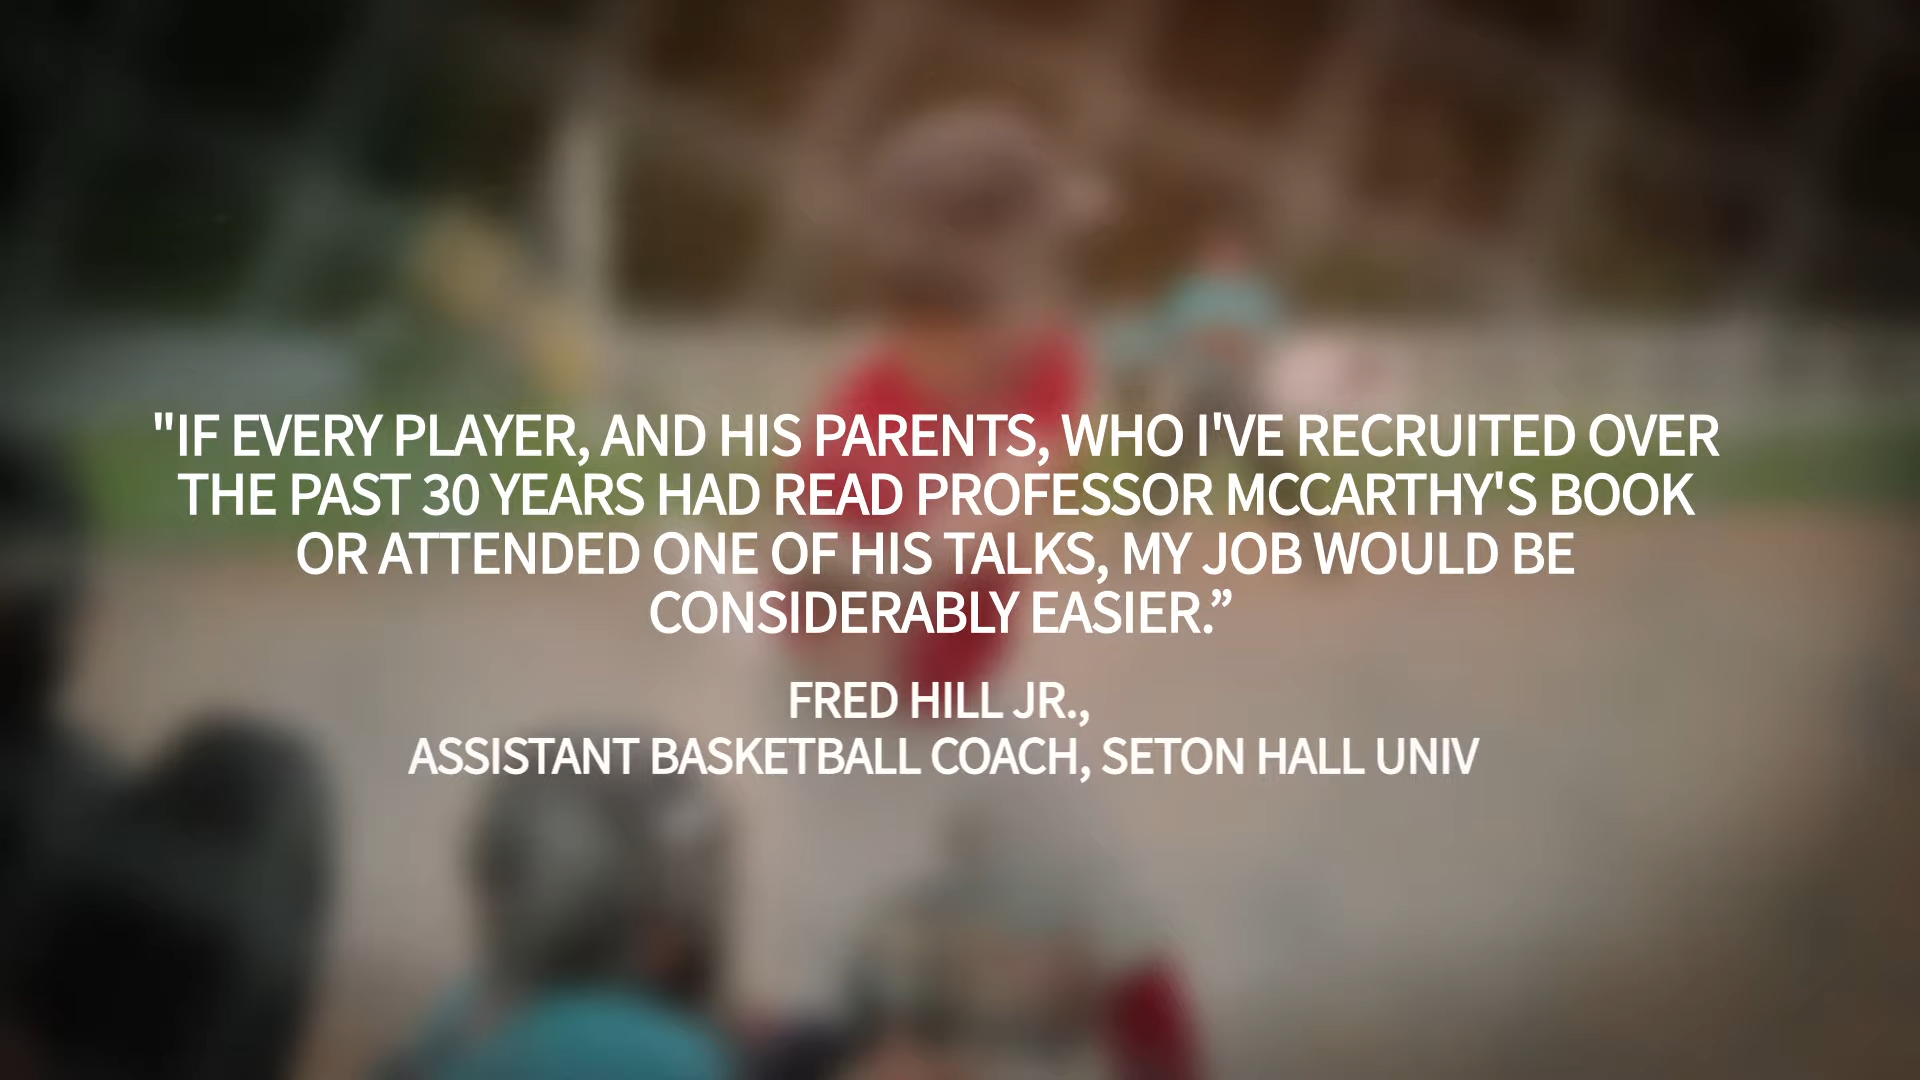 "IF EVERY PLAYER, AND HIS PARENTS, WHO I'VE RECRUITED OVER
THE PAST 30 YEARS HAD READ PROFESSOR MCCARTHY'S BOOK
OR ATTENDED ONE OF HIS TALKS, MY JOB WOULD BE
CONSIDERABLY EASIER.”
FRED HILL JR.,
ASSISTANT BASKETBALL COACH, SETON HALL UNIV